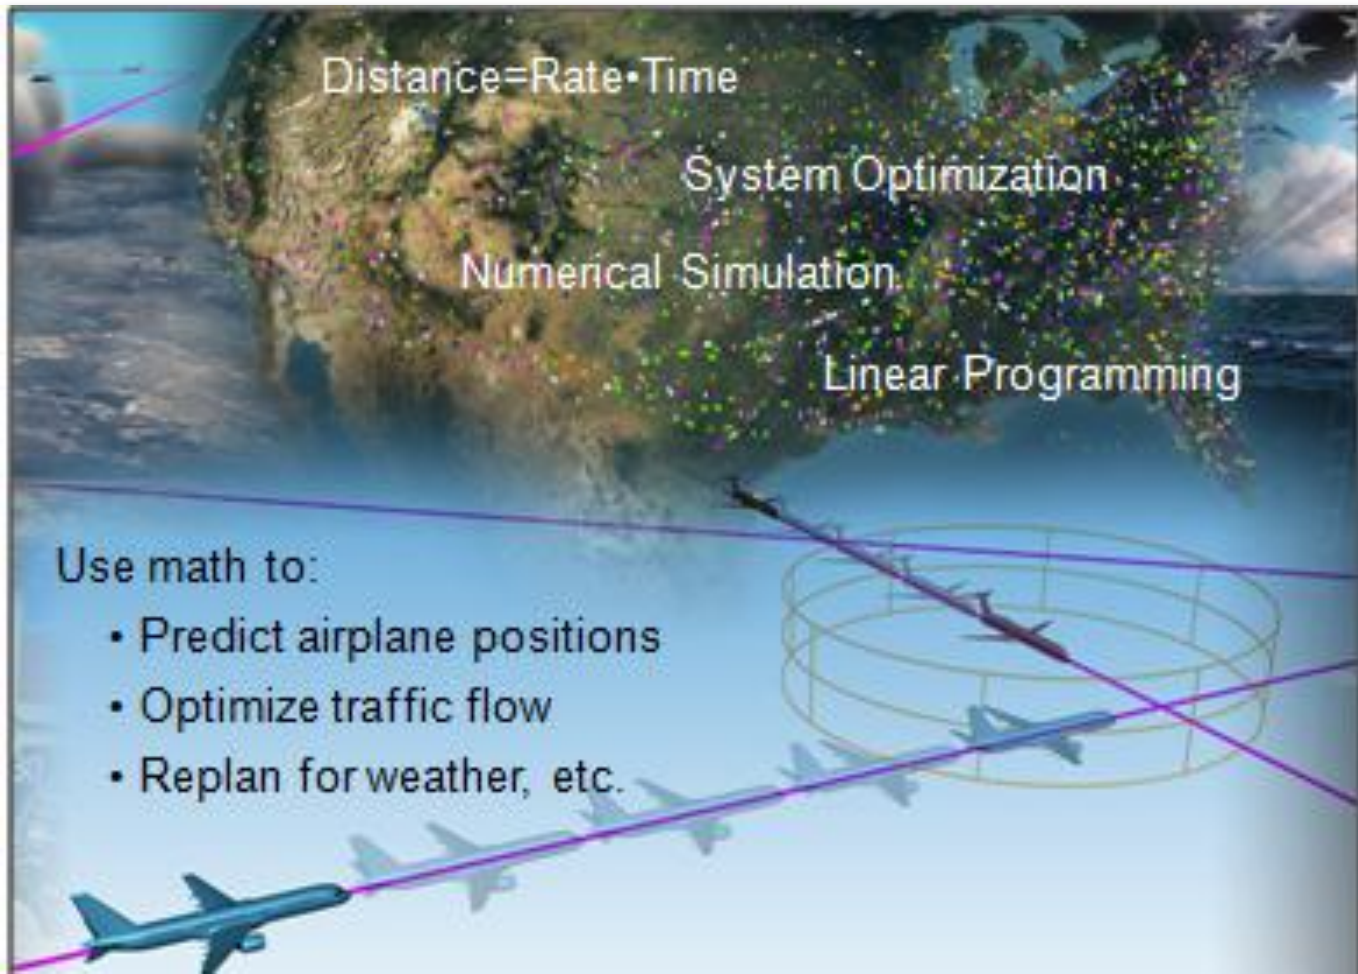 Distance=Rate•Time
System Optimization
Numerical Simulation
Linear Programming
Use math to:
• Predict airplane positions
• Optimize traffic flow
• Replan for weather, etc.